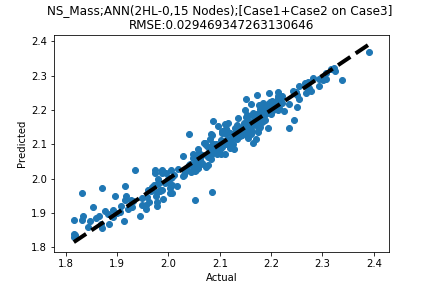 NS_Mass;ANN(2HL-0,15 Nodes);[Case1+Case2 on Case3]
RMSE:0.029469347263130646
2.4
2.3
2.2
2.1
2.0
1.9
1.8
Predicted
1.8 1.9 2.0 2.1 2.2 2.3 2.4
Actual